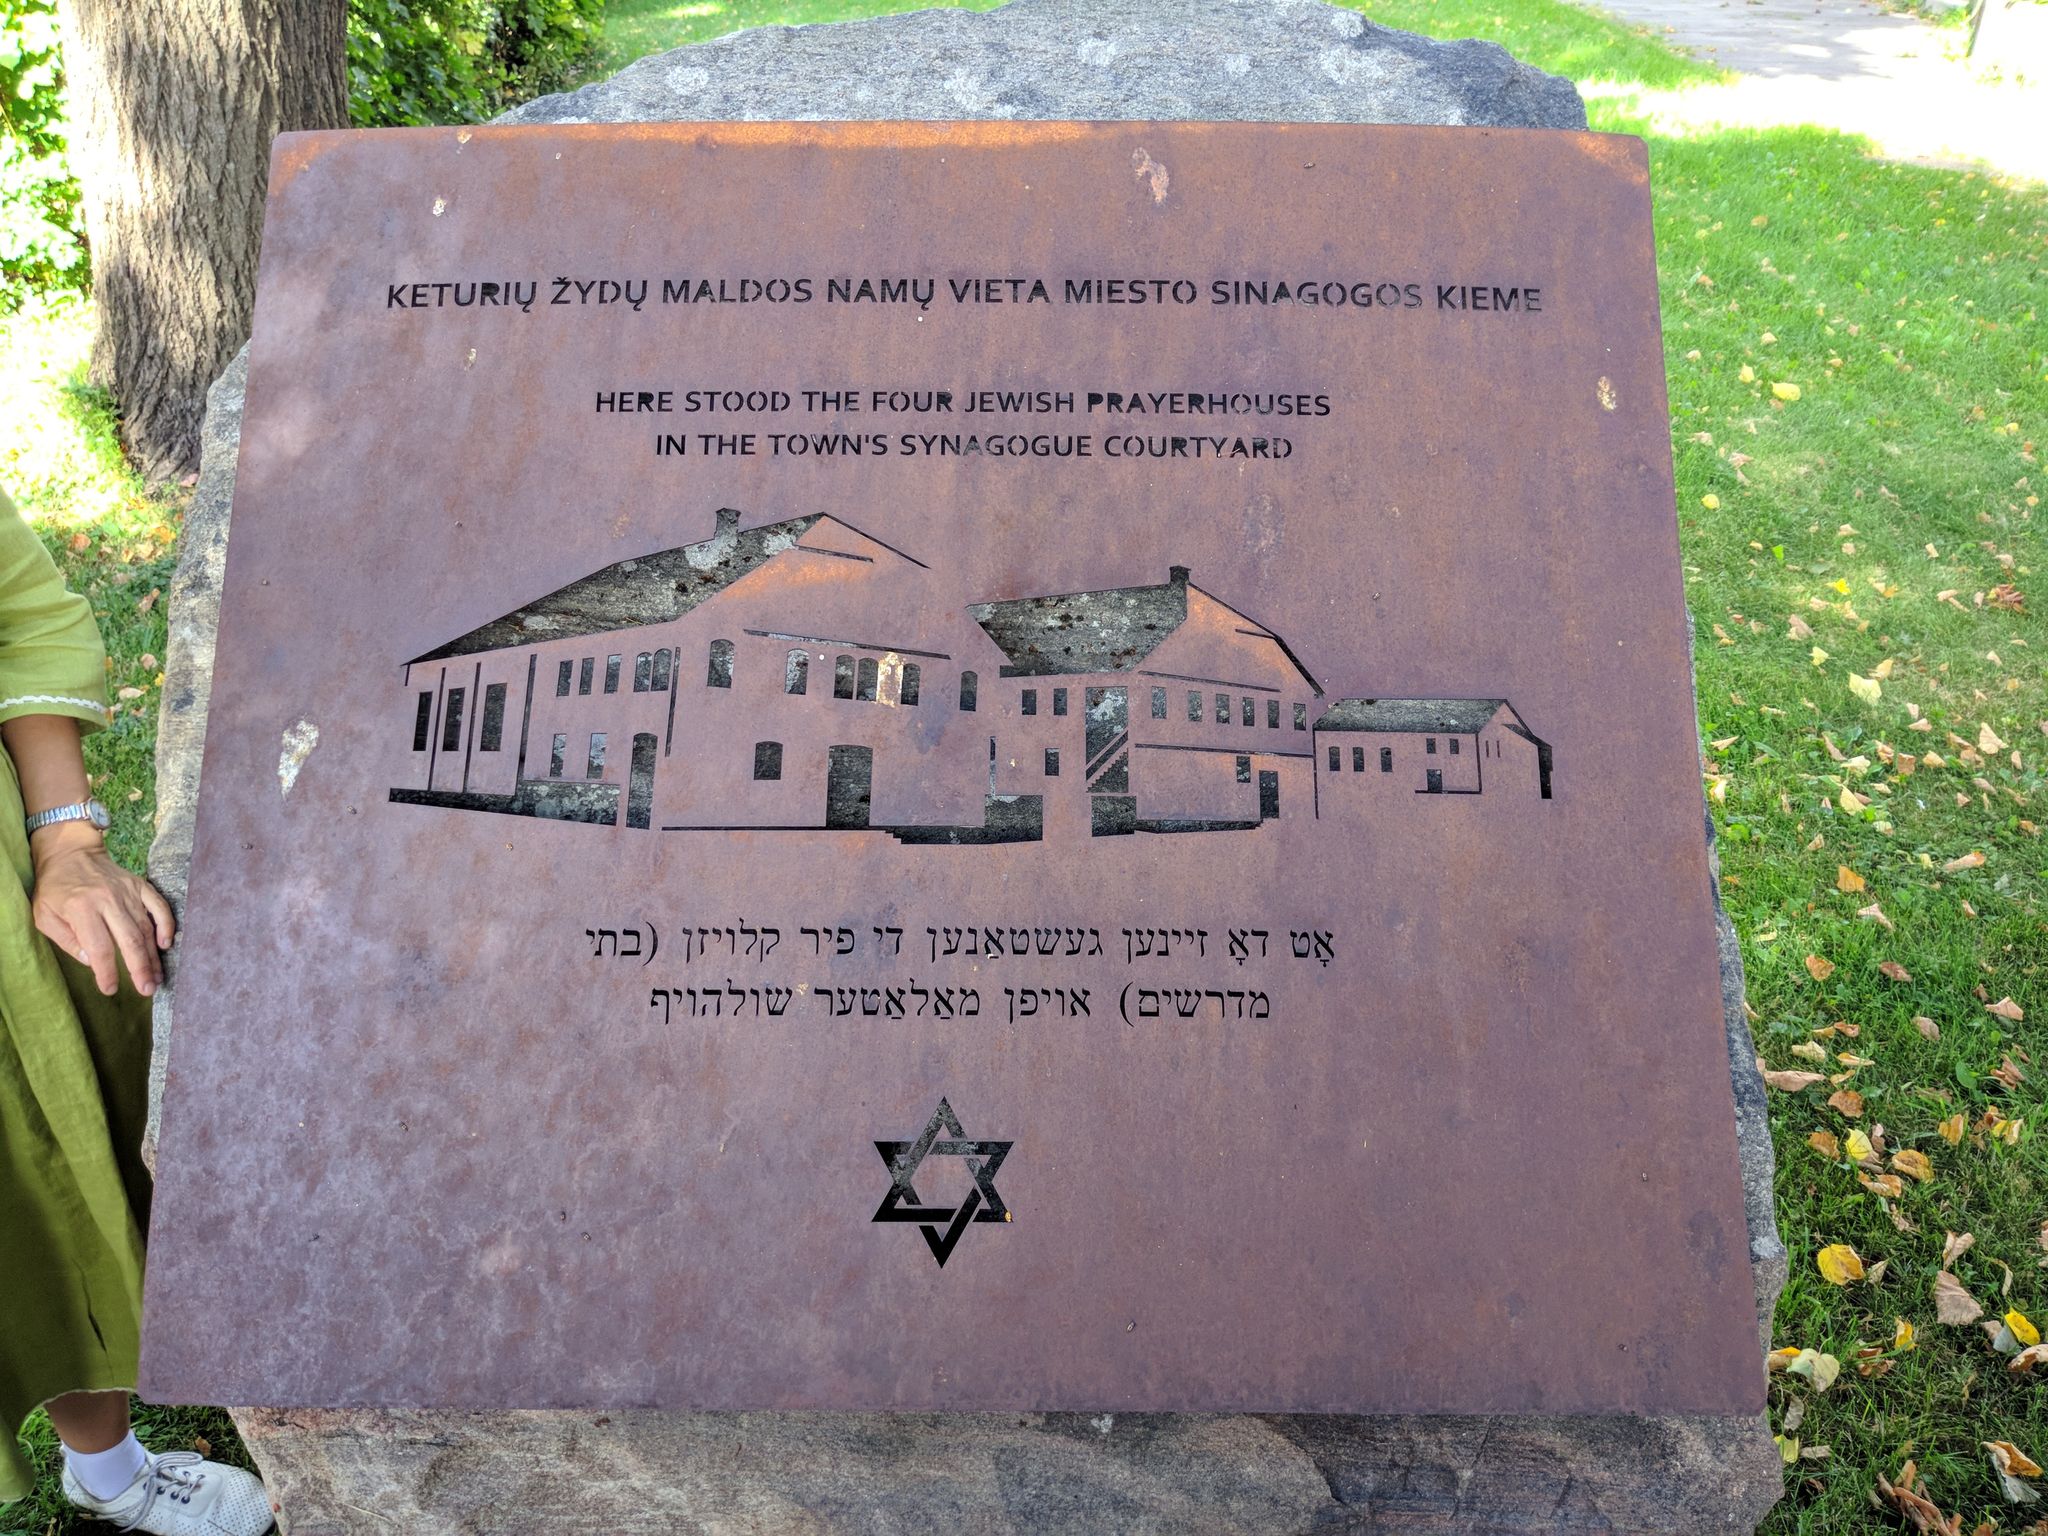 KETURIŲ ŽYDŲ MALDOS NAMŲ VIETA MIESTO SINAGOGOS KIEME
HERE STOOD THE FOUR JEWISH PRAYERHOUSES
IN THE TOWN'S SYNAGOGUE COURTYARD
אָט דאָ זיינען געשטאַנען די פיר קלויזן (בתי
מדרשים) אויפן מאַלאַטער שולהויף